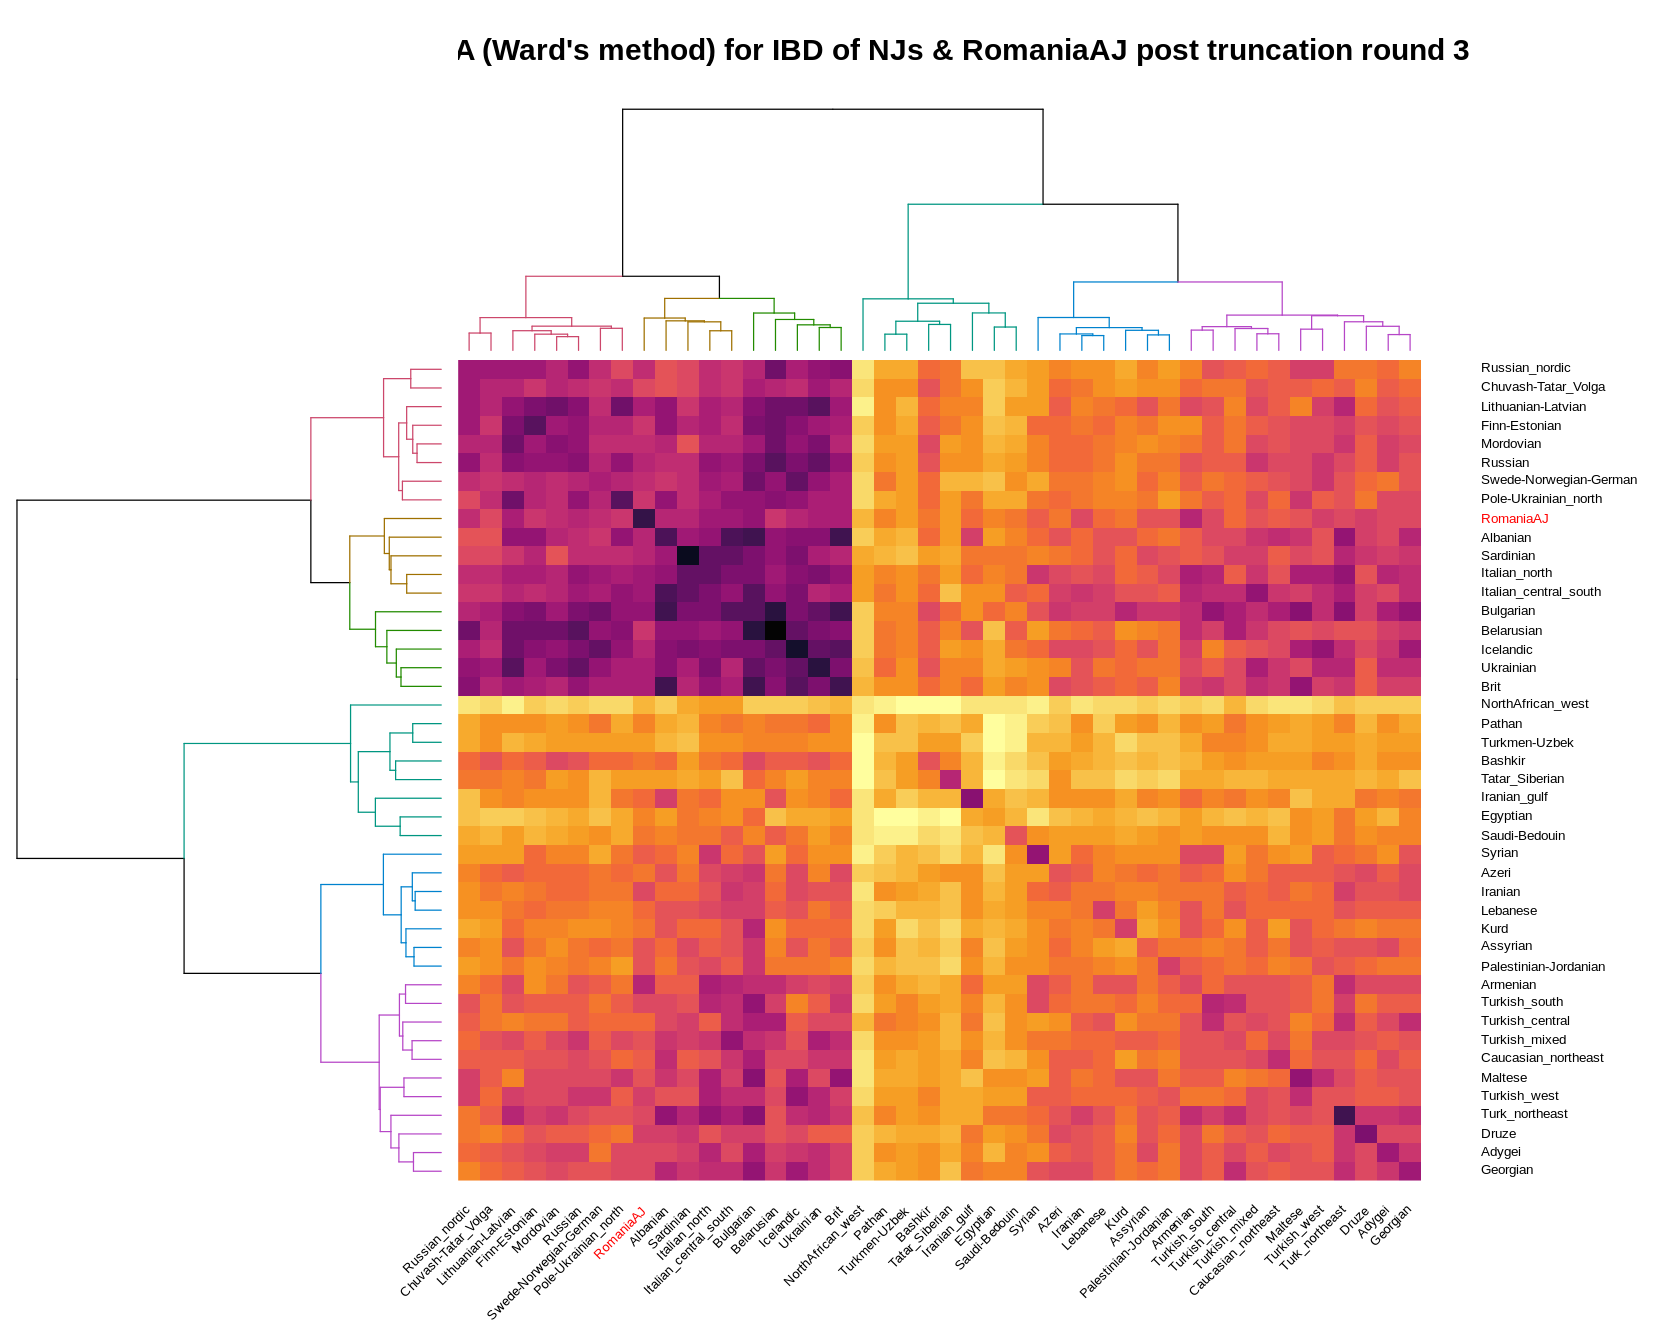 A (Ward's method) for IBD of NJs & RomaniaAJ post truncation round 3
Russian_nordic
Chuvash-Tatar_Volga
Lithuanian-Latvian
Finn-Estonian
Mordovian
Russian
Swede-Norwegian-German
Pole-Ukrainian_north
RomaniaAJ
Albanian
Sardinian
Italian_north
Italian_central_south
Bulgarian
Belarusian
Icelandic
Ukrainian
Brit
NorthAfrican_west
Pathan
Turkmen-Uzbek
Bashkir
Tatar_Siberian
Iranian_gulf
Egyptian
Saudi-Bedouin
Syrian
Azeri
Iranian
Lebanese
Kurd
Assyrian
Palestinian-Jordanian
Armenian
Turkish_south
Turkish_central
Turkish_mixed
Caucasian_northeast
Maltese
Turkish_west
Turk_northeast
Druze
Adygei
Georgian
Russian_nordic
Chuvash-Tatar_Volga
Lithuanian-Latvian
Finn-Estonian
Mordovian
Russian
Swede-Norwegian-German
Pole-Ukrainian_north
RomaniaAJ
Albanian
Sardinian
Italian_north
Italian_central_south
Bulgarian
Belarusian
Icelandic
Ukrainian
Brit
NorthAfrican_west
Pathan
Turkmen-Uzbek
Bashkir
Tatar_Siberian
Iranian_gulf
Egyptian
Saudi-Bedouin
Syrian
Azeri
Iranian
Lebanese
Kurd
Assyrian
Palestinian-Jordanian
Armenian
Turkish_south
Turkish_central
Turkish_mixed
Caucasian_northeast
Maltese
Turkish_west
Turk_northeast
Druze
Adygei
Georgian